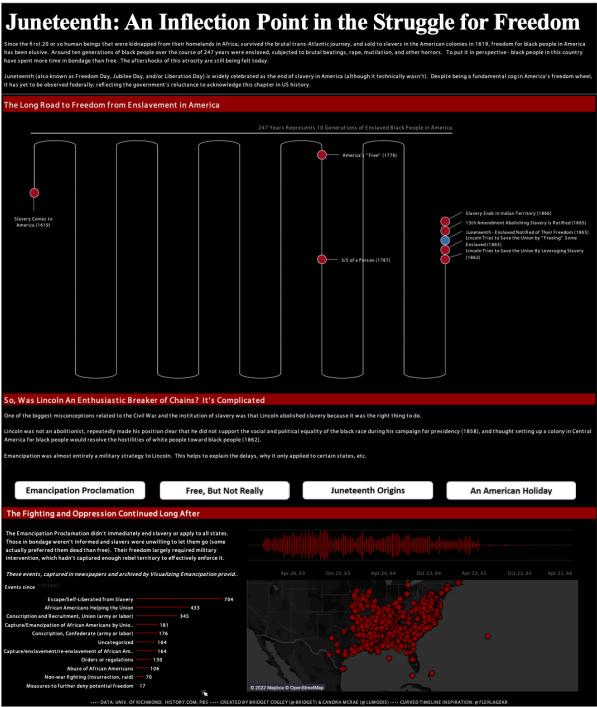 Juneteenth: An Inflection Point in the Struggle for Freedom
Since the first 20 or so human beings that were kidnapped from their homelands in Africa, survived the brutal trans-Atlantic journey, and sold to slavers in the American colonies in 1619, freedom for black people in America
has been elusive. Around ten generations of black people over the course of 247 years were enslaved, subjected to brutal beatings, rape, mutilation, and other horrors. To put it in perspective - black people in this country
have spent more time in bondage than free. The aftershocks of this atrocity are still being felt today.
Juneteenth (also known as Freedom Day, Jubilee Day, and/or Liberation Day) is widely celebrated as the end of slavery in America (although it technically wasn't). Despite being a fundamental cog in America's freedom wheel,
it has yet to be observed federally; reflecting the government's reluctance to acknowledge this chapter in US history.
The Long Road to Freedom from Enslavement in America
247 Years Represents 10 Generations of Enslaved Black People in America
America's "Free" (1776)
Slavery Comes to
America (1619)
3/5 of a Person (1787)
Slavery Ends in Indian Territory (1866)
13th Amendment Abolishing Slavery is Ratified (1865)
Juneteenth - Enslaved Notified of Their Freedom (1865)
Lincoln Tries to Save the Union by "Freeing" Some
Enslaved (1863)
Lincoln Tries to Save the Union By Leveraging Slavery
(1862)
So, Was Lincoln An Enthusiastic Breaker of Chains? It's Complicated
One of the biggest misconceptions related to the Civil War and the institution of slavery was that Lincoln abolished slavery because it was the right thing to do.
Lincoln was not an abolitionist, repeatedly made his position clear that he did not support the social and political equality of the black race during his campaign for presidency (1858), and thought setting up a colony in Central
America for black people would resolve the hostilities of white people toward black people (1862).
Emancipation was almost entirely a military strategy to Lincoln. This helps to explain the delays, why it only applied to certain states, etc.
Emancipation Proclamation
Free, But Not Really
Juneteenth Origins
An American Holiday
The Fighting and Oppression Continued Long After
The Emancipation Proclamation didn't immediately end slavery or apply to all states.
Those in bondage weren't informed and slavers were unwilling to let them go (some
actually preferred them dead than free). Their freedom largely required military
intervention, which hadn't captured enough rebel territory to effectively enforce it.
These events, captured in newspapers and archived by Visualizing Emancipation provid..
Events since
Escape/Self-Liberated from Slavery 704
African Americans Helping the Union 433
Conscription and Recruitment, Union (army or labor) 345
Capture/Emancipation of African Americans by Unio.. 181
Conscription, Confederate (army or labor) 176
Uncategorized 164
Capture/enslavement/re-enslavement of African Am.. 164
Orders or regulations 130
Abuse of African Americans 106
Non-war fighting (insurrection, raid) 70
Measures to further deny potential freedom 17
Apr 26, 63 Oct 25, 63 Apr 24, 64 Oct 23, 64 Apr 23, 65 Oct 22, 65 Apr 22, 66
© 2022 Mapbox © OpenStreetMap
•••• DATA: UNIV. OF RICHMOND, HISTORY.COM, PBS •••• CREATED BY BRIDGET COGLEY (@BRIDGET) & CANDRA MCRAE (@LUMODIS) •••• CURVED TIMELINE INSPIRATION: @FLERLAGEKR